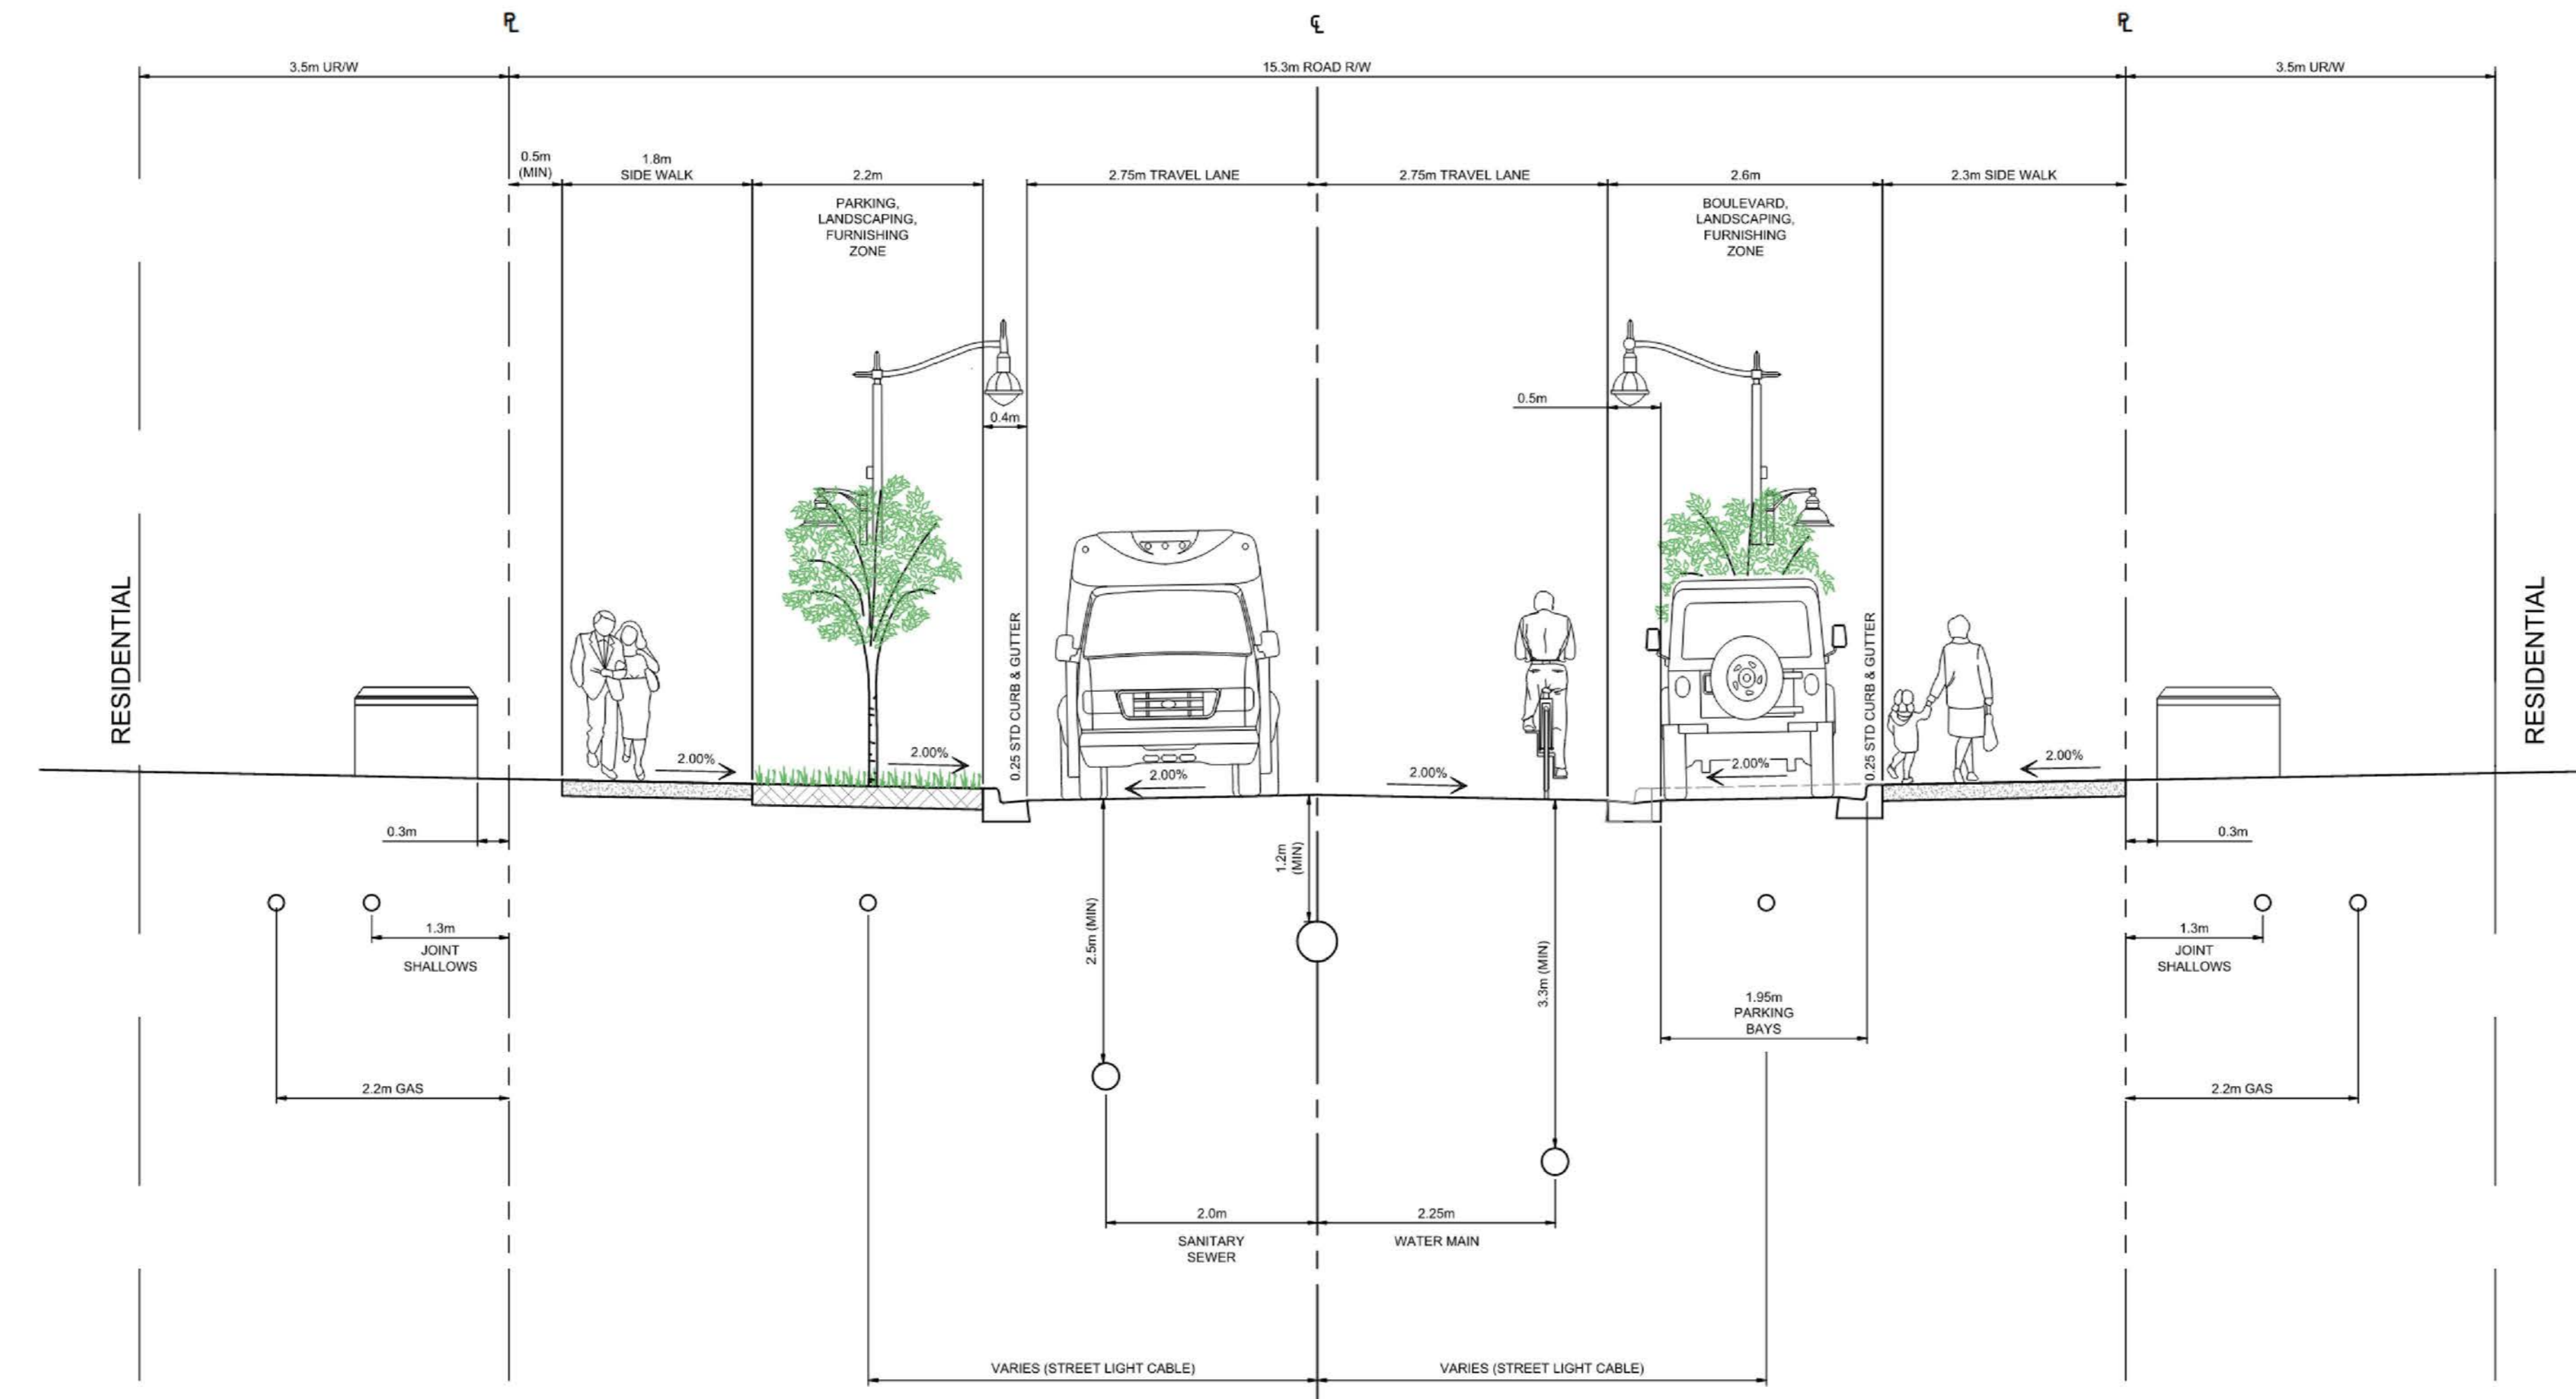 ℄
3.5m UR/W
15.3m ROAD R/W
3.5m UR/W
0.5m
(MIN)
1.8m
SIDE WALK
2.2m
PARKING,
LANDSCAPING,
FURNISHING
ZONE
2.75m TRAVEL LANE
2.75m TRAVEL LANE
2.6m
BOULEVARD,
LANDSCAPING,
FURNISHING
ZONE
2.3m SIDE WALK
0.4m
0.5m
RESIDENTIAL
0.25 STD CURB & GUTTER
0.25 STD CURB & GUTTER
RESIDENTIAL
2.00%
2.00%
2.00%
2.00%
2.00%
2.00%
0.3m
0.3m
1.2m
(MIN)
2.5m (MIN)
3.3m (MIN)
1.3m
JOINT
SHALLOWS
1.3m
JOINT
SHALLOWS
1.95m
PARKING
BAYS
2.2m GAS
2.2m GAS
2.0m
SANITARY
SEWER
2.25m
WATER MAIN
VARIES (STREET LIGHT CABLE)
VARIES (STREET LIGHT CABLE)